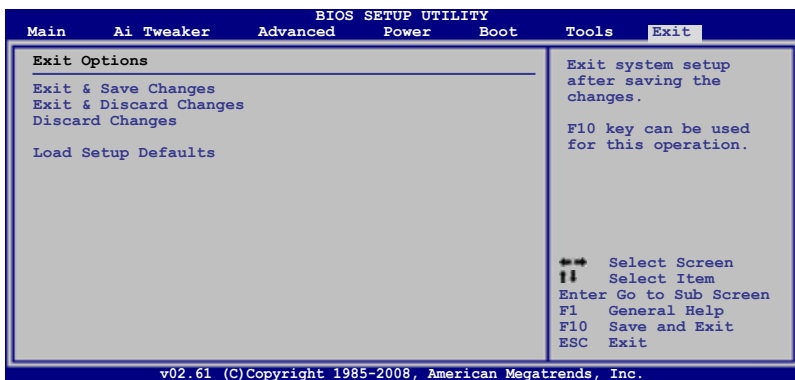 BIOS SETUP UTILITY
Main Ai Tweaker Advanced Power Boot Tools Exit
Exit Options
Exit & Save Changes
Exit & Discard Changes
Discard Changes
Load Setup Defaults
Exit system setup
after saving the
changes.
F10 key can be used
for this operation.
Select Screen
Select Item
Enter Go to Sub Screen
F1 General Help
F10 Save and Exit
ESC Exit
v02.61 (C)Copyright 1985-2008, American Megatrends, Inc.